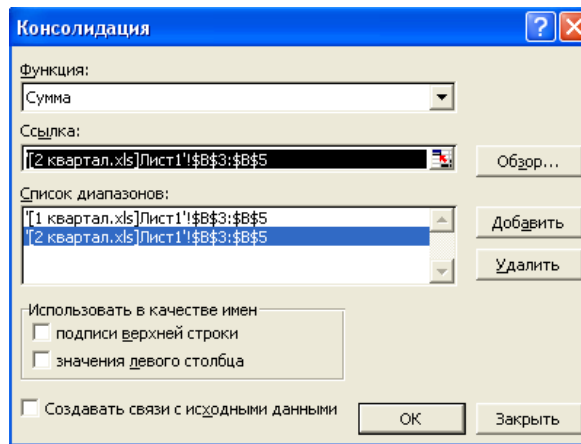 Консолидация
Функция:
Сумма
Ссылка:
'[2 квартал.xls]Лист1'!$B$3:$B$5
Обзор...
Список диапазонов:
'[1 квартал.xls]Лист1'!$B$3:$B$5
'[2 квартал.xls]Лист1'!$B$3:$B$5
Добавить
Удалить
Использовать в качестве имен
подписи верхней строки
значения левого столбца
Создавать связи с исходными данными
ОК
Закрыть